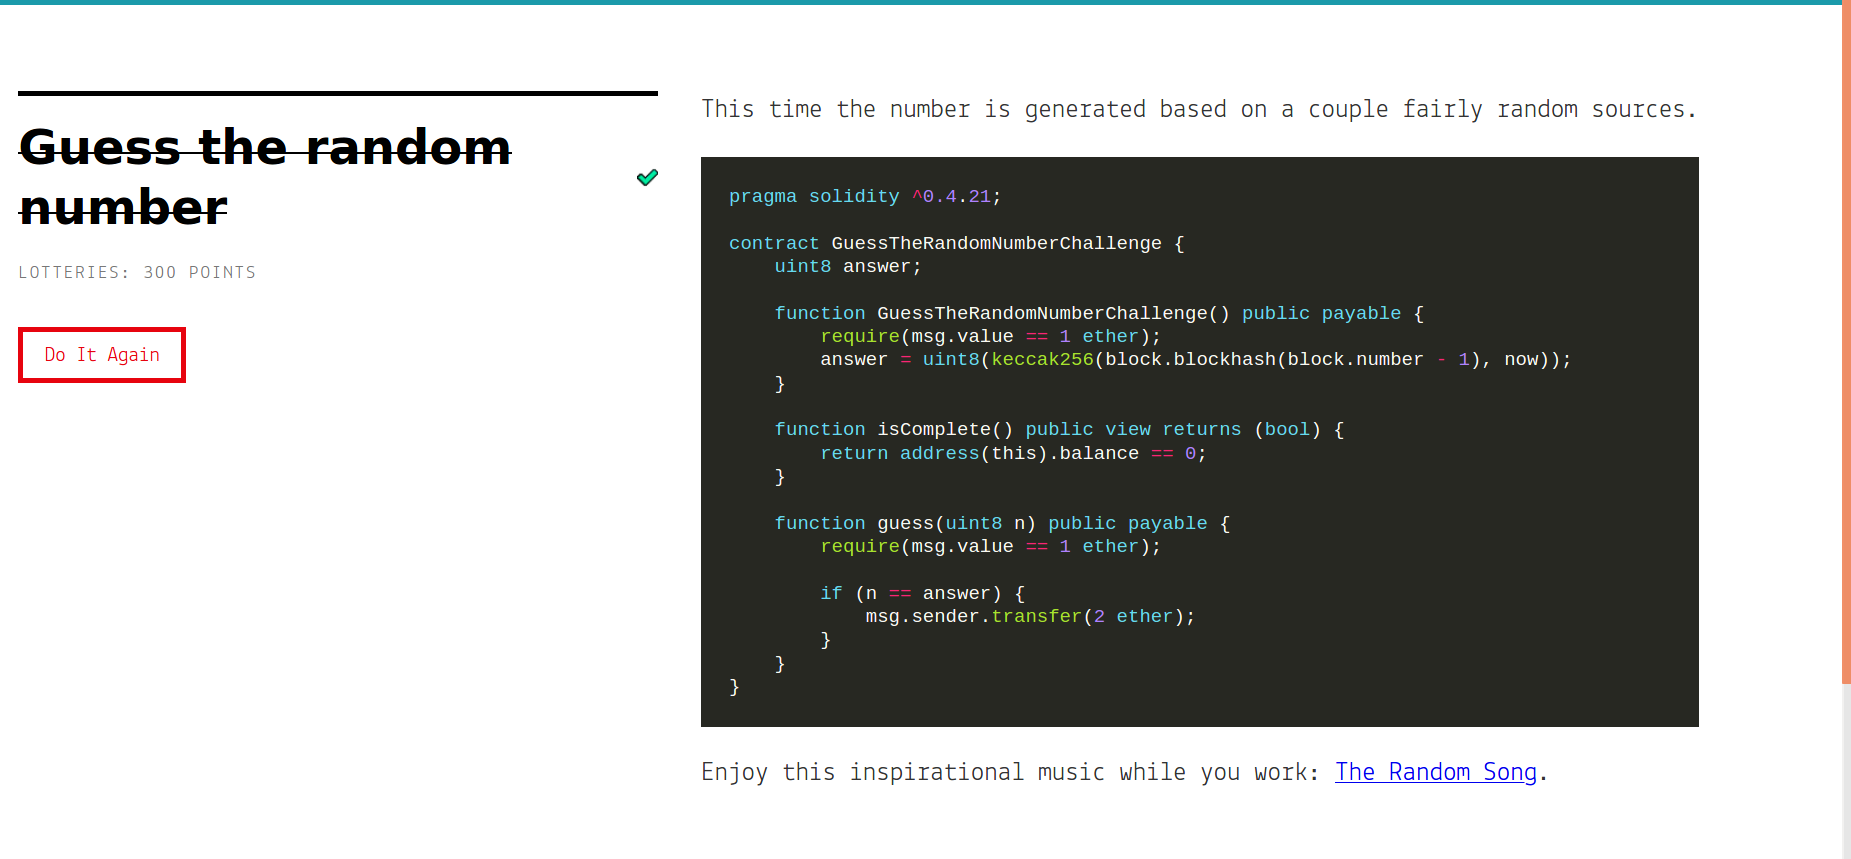 Guess the random
number
LOTTERIES: 300 POINTS
Do It Again
This time the number is generated based on a couple fairly random sources.
pragma solidity ^0.4.21;
contract GuessTheRandomNumberChallenge {
uint8 answer;
function GuessTheRandomNumberChallenge() public payable {
require(msg.value == 1 ether);
answer = uint8(keccak256(block.blockhash(block.number - 1), now));
}
function isComplete() public view returns (bool) {
return address(this).balance == 0;
}
function guess(uint8 n) public payable {
require(msg.value == 1 ether);
if (n == answer) {
msg.sender.transfer(2 ether);
}
}
}
Enjoy this inspirational music while you work: The Random Song.